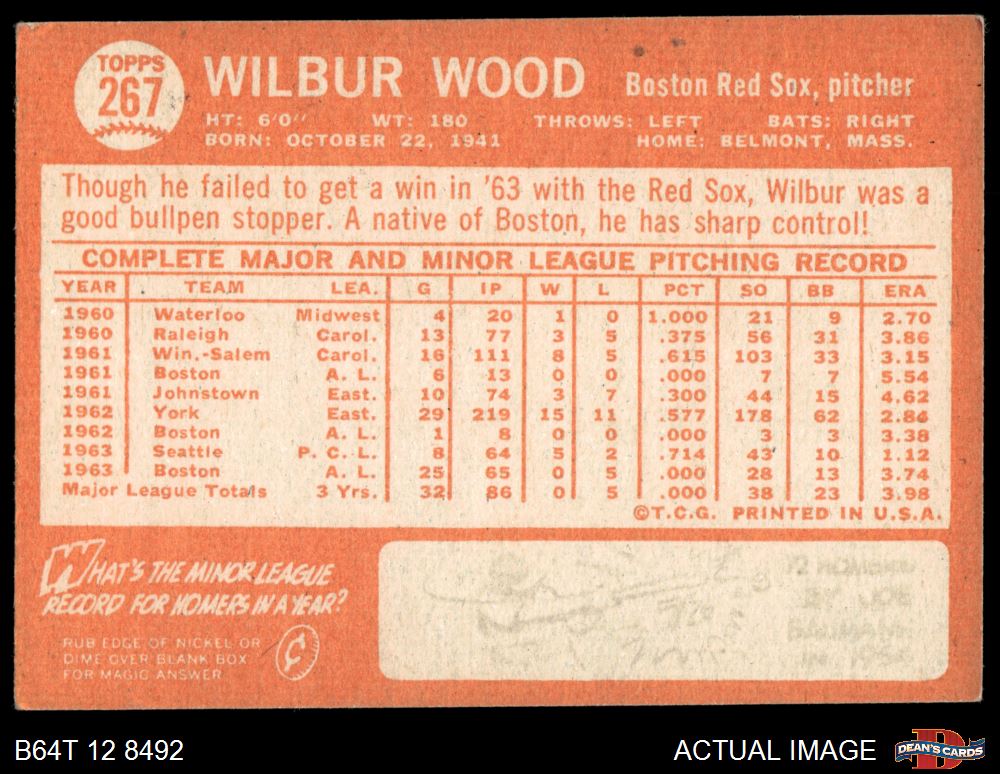 TOPPS
267
WILBUR WOOD Boston Red Sox, pitcher
HT: 6'0" WT: 180 THROWS: LEFT BATS: RIGHT
BORN: OCTOBER 22, 1941 HOME: BELMONT, MASS.
Though he failed to get a win in '63 with the Red Sox, Wilbur was a
good bullpen stopper. A native of Boston, he has sharp control!
COMPLETE MAJOR AND MINOR LEAGUE PITCHING RECORD
YEAR TEAM LEA. G IP W L PCT SO BB ERA
1960 Waterloo Midwest 4 20 1 0 1.000 21 9 2.70
1960 Raleigh Carol. 13 77 3 5 .375 56 31 3.86
1961 Win.-Salem Carol. 16 111 8 5 .615 103 33 3.15
1961 Boston A. L. 6 13 0 0 .000 7 7 5.54
1961 Johnstown East. 10 74 3 7 .300 44 15 4.62
1962 York East. 29 219 15 11 .577 178 62 2.84
1962 Boston A. L. 1 8 0 0 .000 3 3 3.38
1963 Seattle P. C. L. 8 64 5 2 .714 43 10 1.12
1963 Boston A. L. 25 65 0 5 .000 28 13 3.74
Major League Totals 3 Yrs. 32 86 0 5 .000 38 23 3.98
©T.C.G. PRINTED IN U.S.A.
WHAT'S THE MINOR LEAGUE
RECORD FOR HOMERS IN A YEAR?
RUB EDGE OF NICKEL OR
DIME OVER BLANK BOX
FOR MAGIC ANSWER
¢
72 HOMERS
BY JOE
B64T 12 8492 ACTUAL IMAGE DEAN'S CARDS